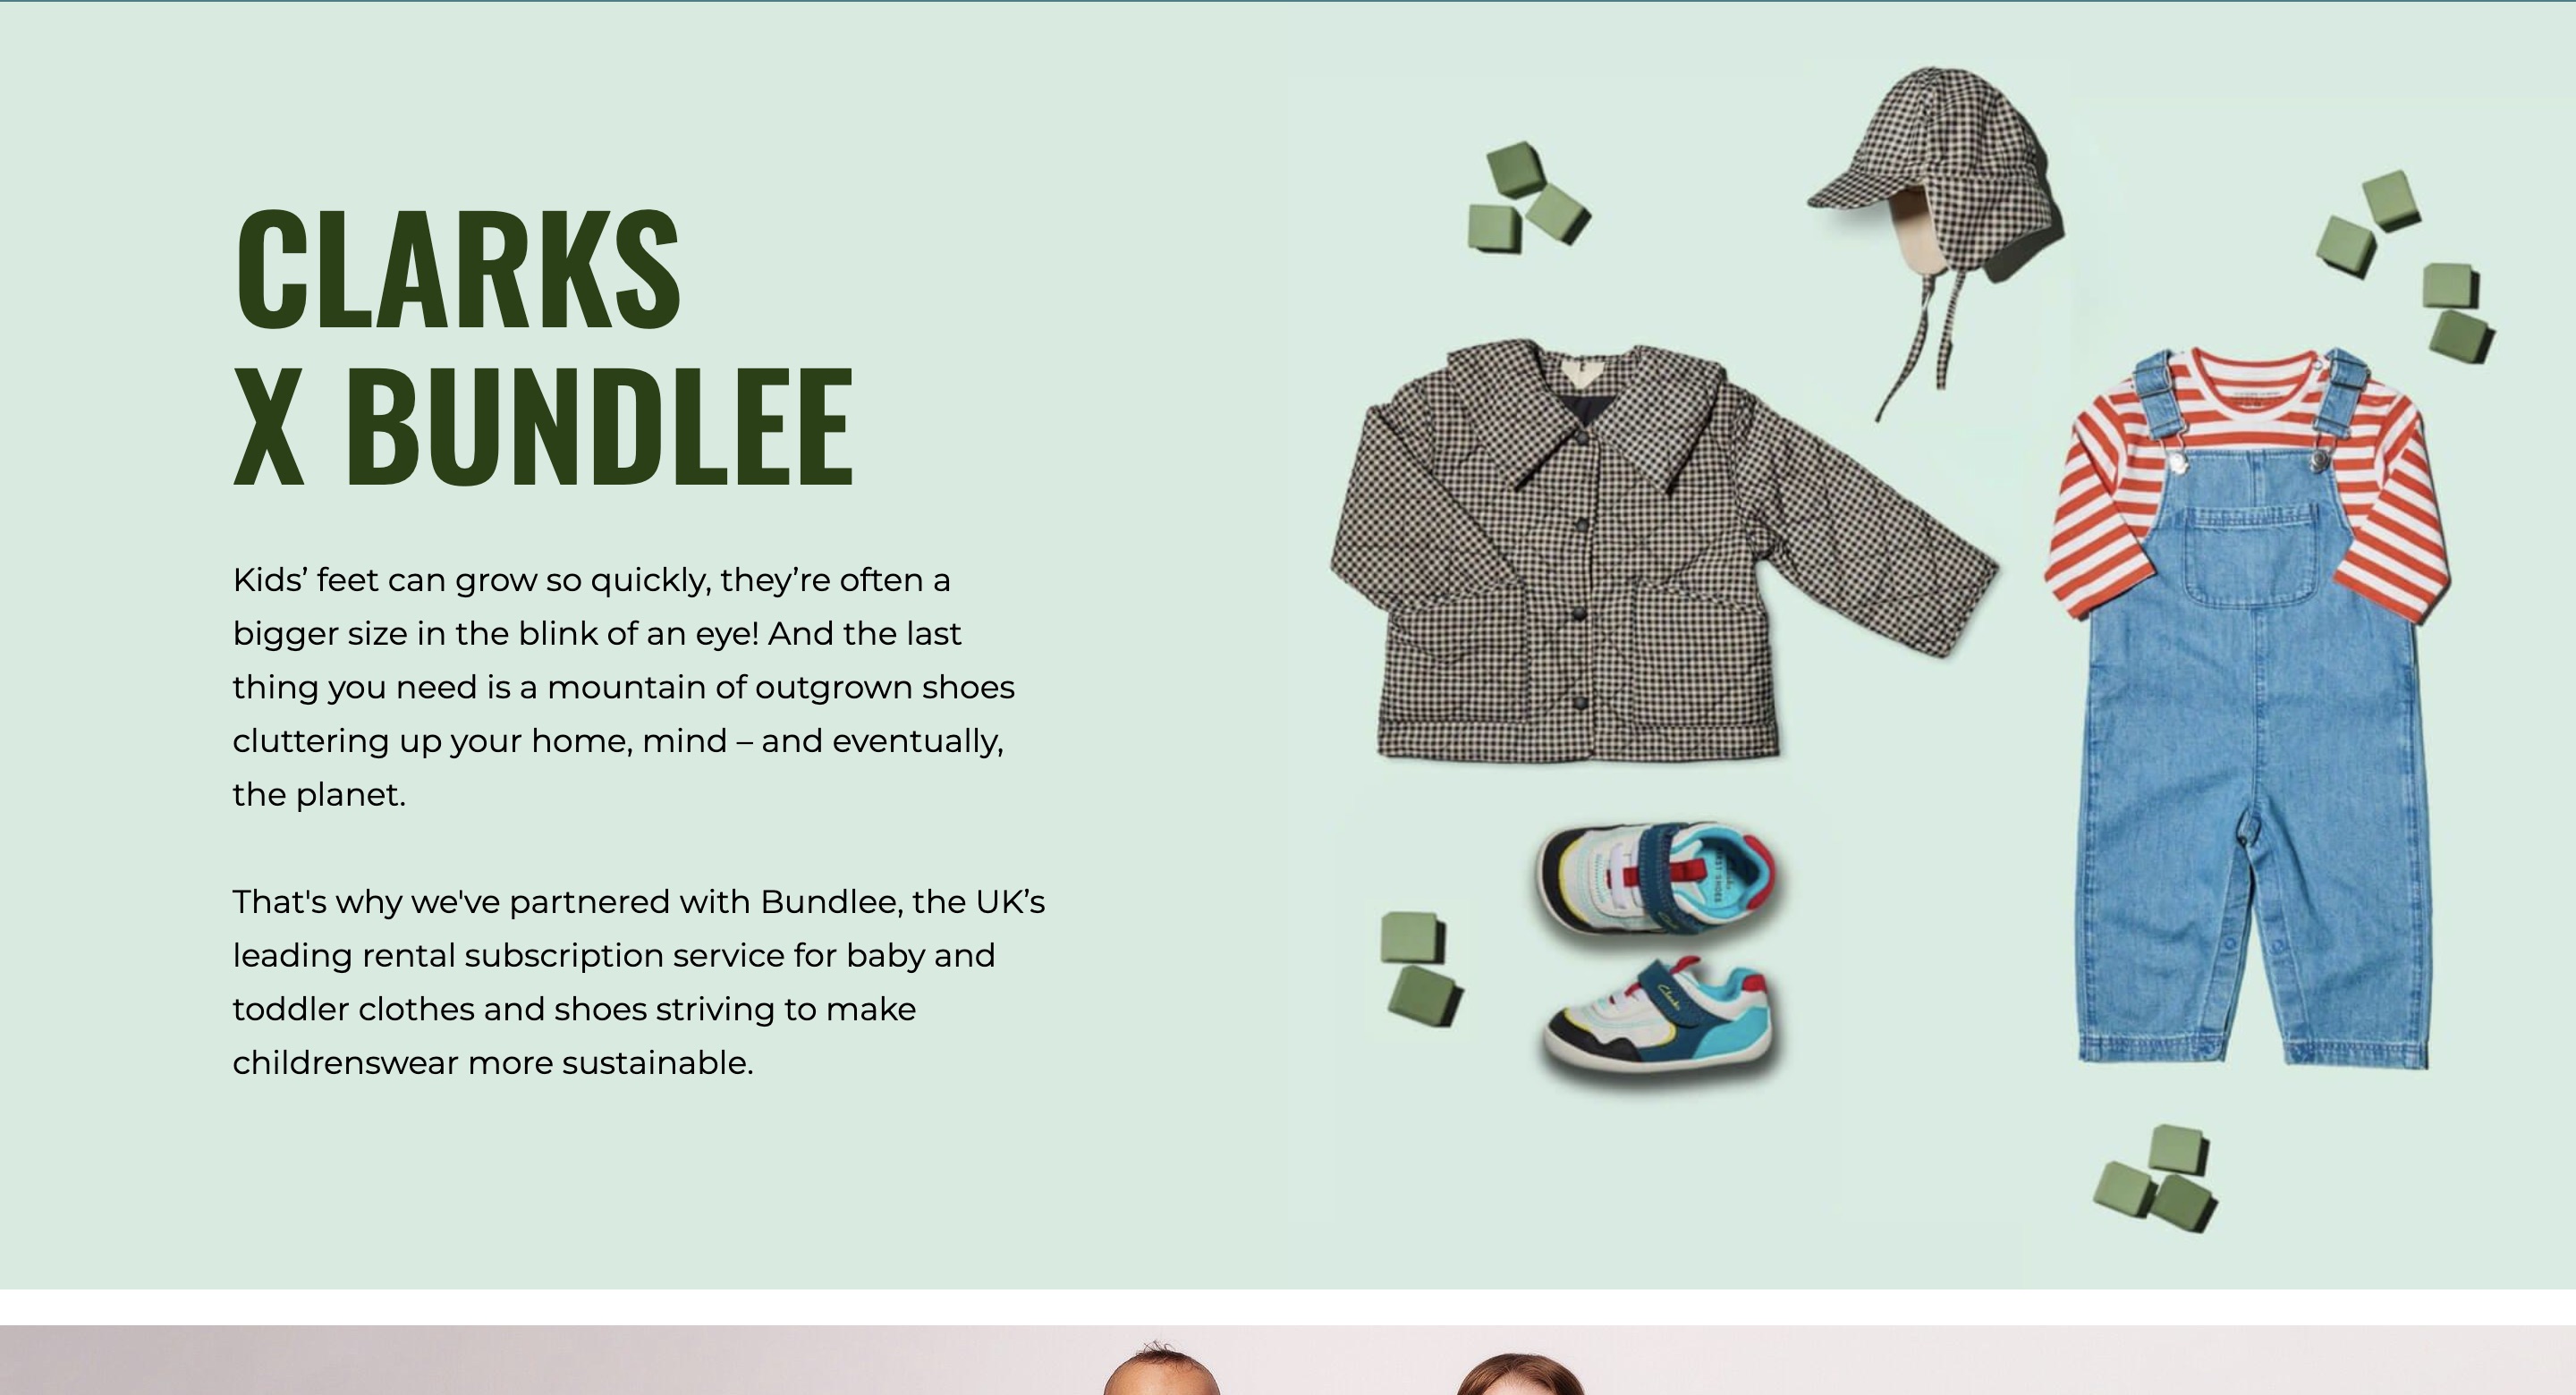 CLARKS
X BUNDLEE
Kids’ feet can grow so quickly, they’re often a
bigger size in the blink of an eye! And the last
thing you need is a mountain of outgrown shoes
cluttering up your home, mind – and eventually,
the planet.
That's why we've partnered with Bundlee, the UK’s
leading rental subscription service for baby and
toddler clothes and shoes striving to make
childrenswear more sustainable.
Clarks